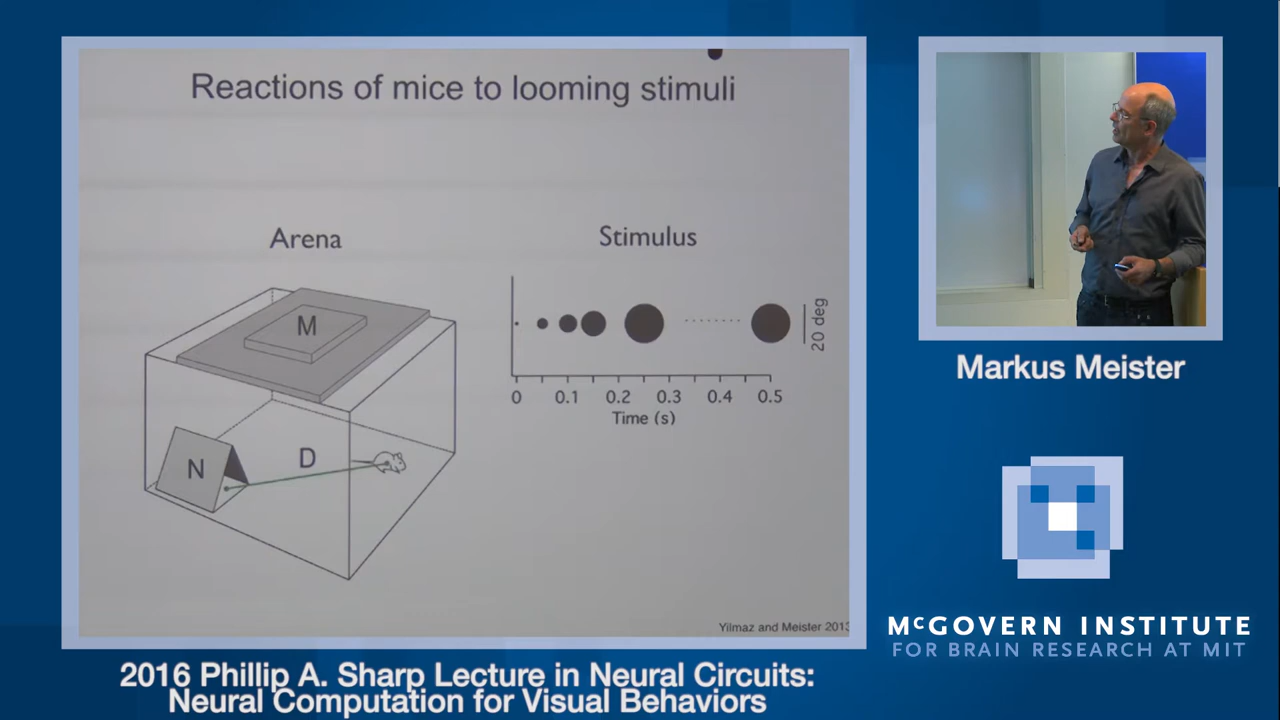 Reactions of mice to looming stimuli
Arena
Stimulus
M
N
D
20 deg
0 0.1 0.2 0.3 0.4 0.5
Time (s)
Yilmaz and Meister 2013
Markus Meister
McGOVERN INSTITUTE
FOR BRAIN RESEARCH AT MIT
2016 Phillip A. Sharp Lecture in Neural Circuits:
Neural Computation for Visual Behaviors